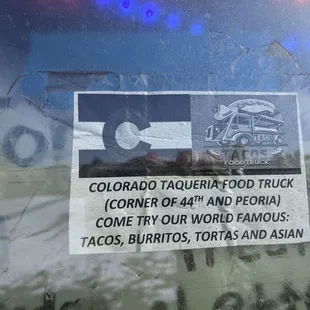 FOODTRUCK
COLORADO TAQUERIA FOOD TRUCK
(CORNER OF 44TH AND PEORIA)
COME TRY OUR WORLD FAMOUS:
TACOS, BURRITOS, TORTAS AND ASIAN